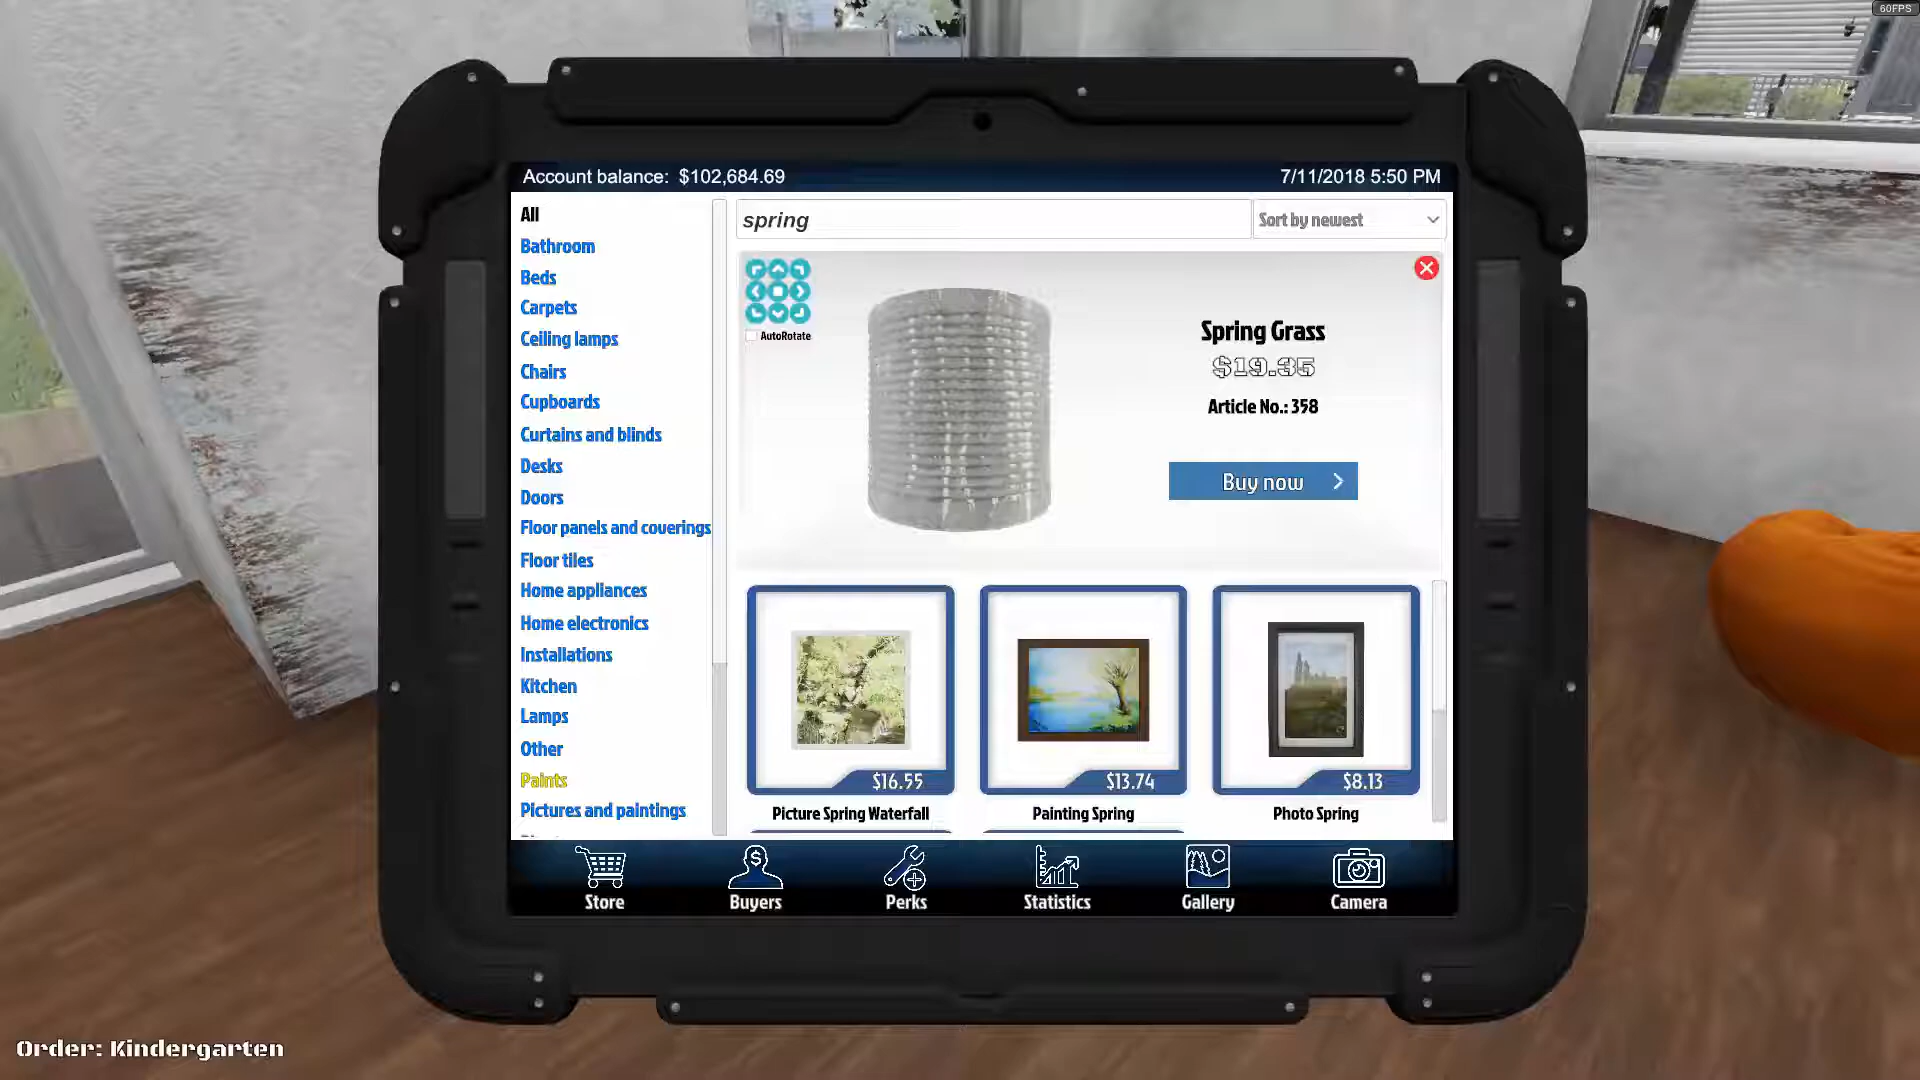 60FPS
Account balance: $102,684.69
7/11/2018 5:50 PM
All
Bathroom
Beds
Carpets
Ceiling lamps
Chairs
Cupboards
Curtains and blinds
Desks
Doors
Floor panels and coverings
Floor tiles
Home appliances
Home electronics
Installations
Kitchen
Lamps
Other
Paints
Pictures and paintings
spring
Sort by newest
AutoRotate
Spring Grass
$19.35
Article No.: 358
Buy now
$16.55
$13.74
$8.13
Picture Spring Waterfall
Painting Spring
Photo Spring
Store
Buyers
Perks
Statistics
Gallery
Camera
Order: Kindergarten